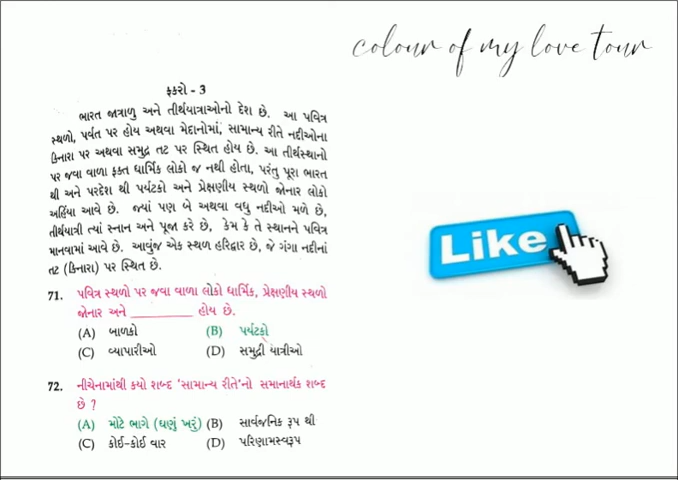 colour of my love tour
ફકરો - 3
ભારત જાત્રાળુ અને તીર્થયાત્રાઓનો દેશ છે. આ પવિત્ર
સ્થળો, પર્વત પર હોય અથવા મેદાનોમાં, સામાન્ય રીતે નદીઓના
કિનારા પર અથવા સમુદ્ર તટ પર સ્થિત હોય છે. આ તીર્થસ્થાનો
પર જવા વાળા ફક્ત ધાર્મિક લોકો જ નથી હોતા, પરંતુ પૂરા ભારત
થી અને પરદેશ થી પર્યટકો અને પ્રેક્ષણીય સ્થળો જોનાર લોકો
અહિંયા આવે છે. જ્યાં પણ બે અથવા વધુ નદીઓ મળે છે,
તીર્થયાત્રી ત્યાં સ્નાન અને પૂજા કરે છે, કેમ કે તે સ્થાનને પવિત્ર
માનવામાં આવે છે. આવુંજ એક સ્થળ હરિદ્વાર છે, જે ગંગા નદીનાં
તટ (કિનારા) પર સ્થિત છે.
71. પવિત્ર સ્થળો પર જવા વાળા લોકો ધાર્મિક, પ્રેક્ષણીય સ્થળો
જોનાર અને __________ હોય છે.
(A) બાળકો (B) પર્યટકો
(C) વ્યાપારીઓ (D) સમુદ્રી યાત્રીઓ
72. નીચેનામાંથી ક્યો શબ્દ ‘સામાન્ય રીતે’નો સમાનાર્થક શબ્દ
છે ?
(A) મોટે ભાગે (ઘણું ખરું) (B) સાર્વજનિક રૂપ થી
(C) કોઈ-કોઈ વાર (D) પરિણામસ્વરૂપ
Like